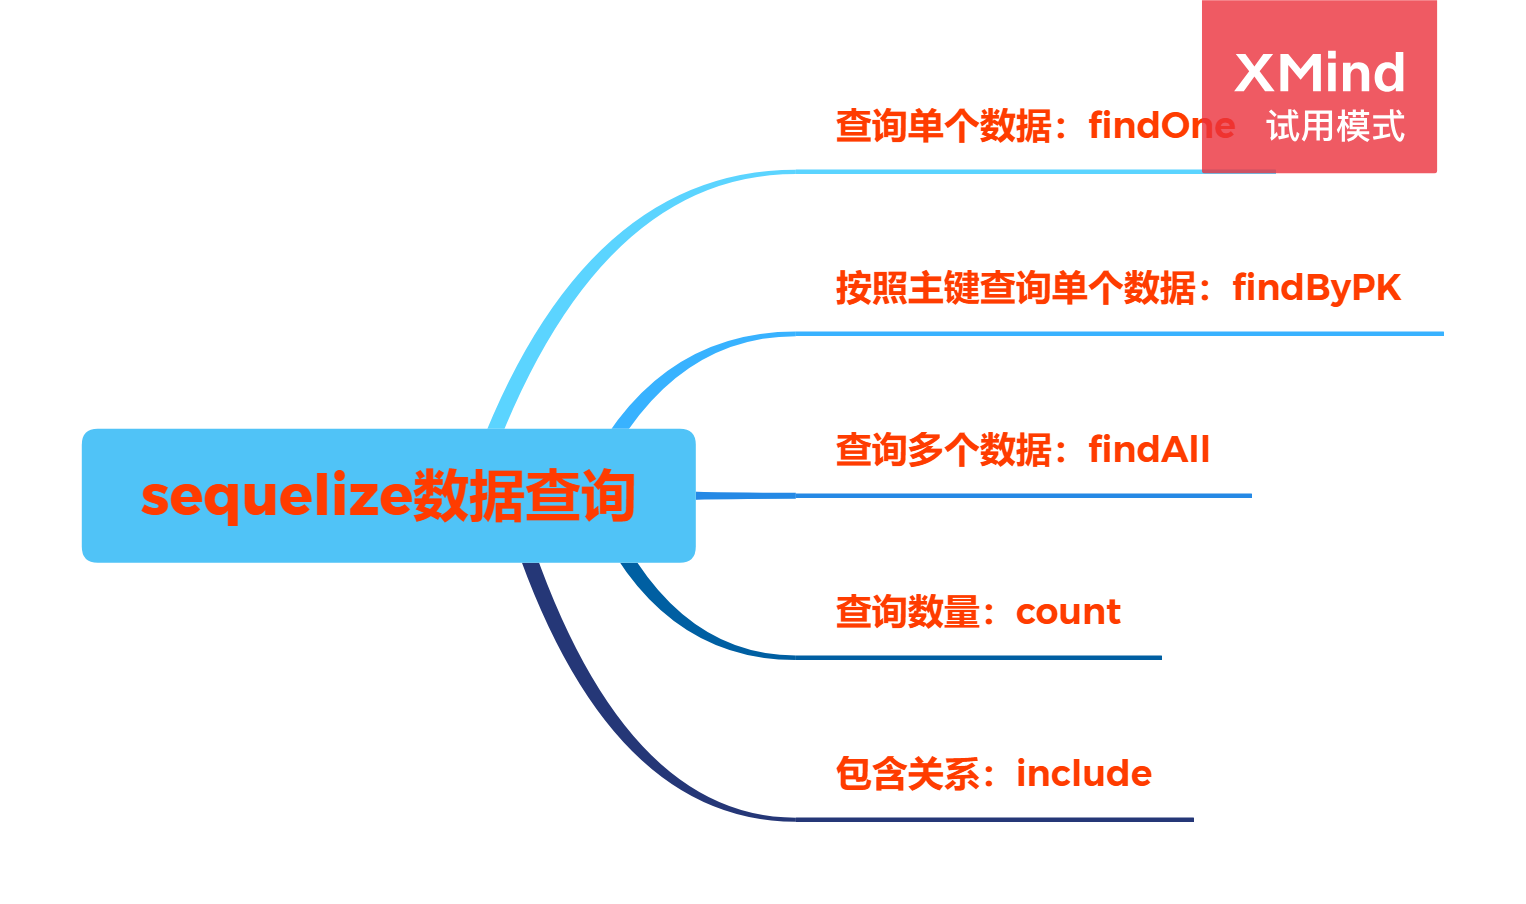 XMind
试用模式
查询单个数据：findOne
按照主键查询单个数据：findByPK
查询多个数据：findAll
sequelize数据查询
查询数量：count
包含关系：include